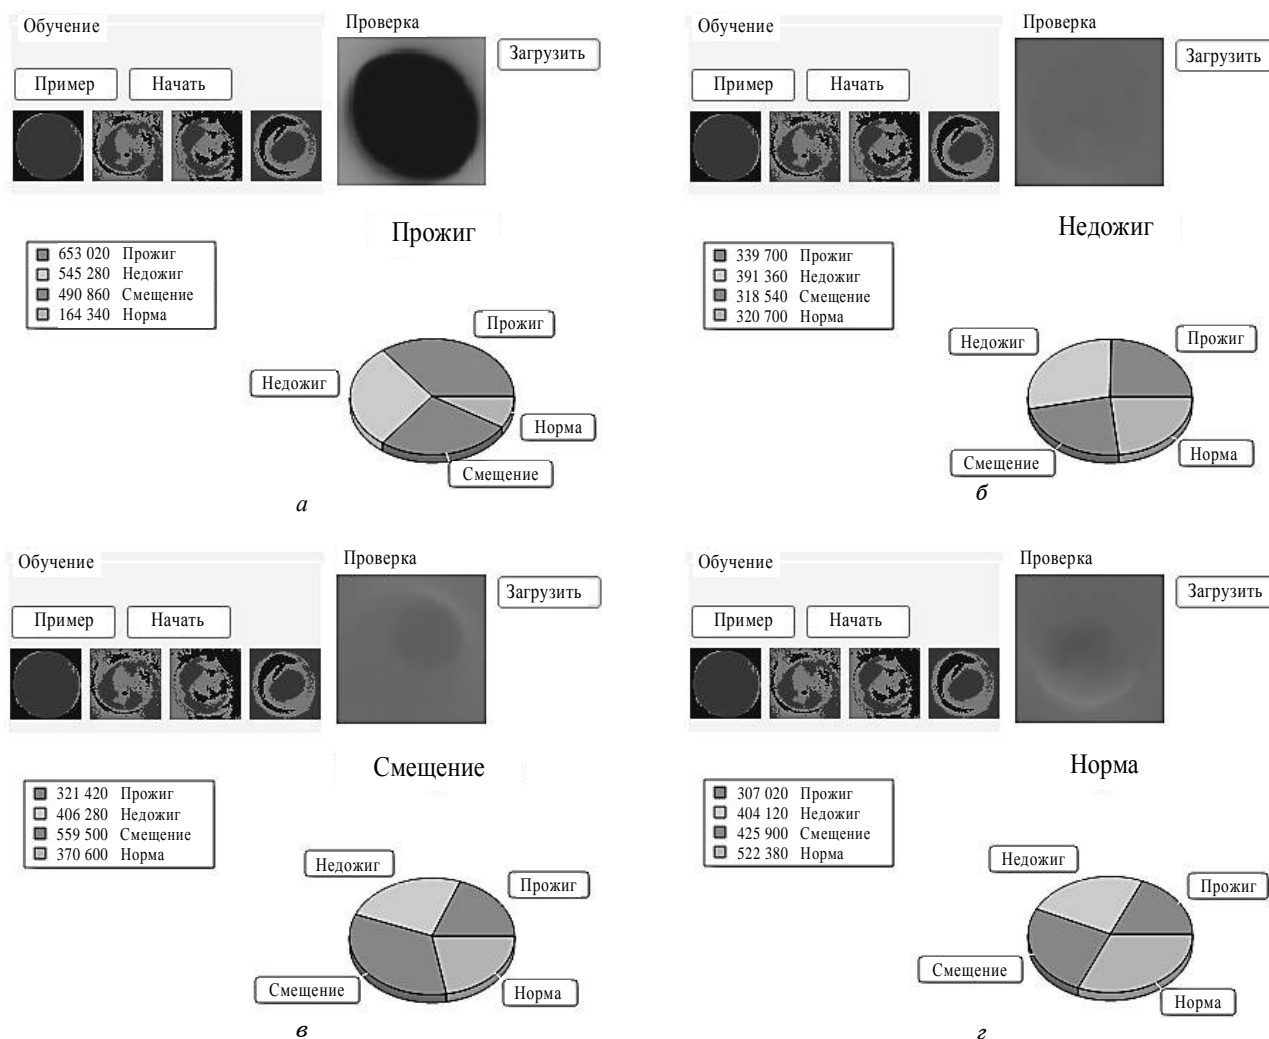 Обучение
Проверка
Загрузить
Пример
Начать
Прожиг
653 020 Прожиг
545 280 Недожиг
490 860 Смещение
164 340 Норма
Прожиг
Недожиг
Норма
Смещение
а
Обучение
Проверка
Загрузить
Пример
Начать
Недожиг
339 700 Прожиг
391 360 Недожиг
318 540 Смещение
320 700 Норма
Недожиг
Прожиг
Смещение
Норма
б
Обучение
Проверка
Загрузить
Пример
Начать
Смещение
321 420 Прожиг
406 280 Недожиг
559 500 Смещение
370 600 Норма
Недожиг
Прожиг
Смещение
Норма
в
Обучение
Проверка
Загрузить
Пример
Начать
Норма
307 020 Прожиг
404 120 Недожиг
425 900 Смещение
522 380 Норма
Недожиг
Прожиг
Смещение
Норма
г